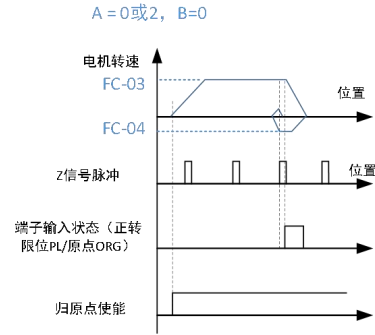 A = 0或2，B=0
电机转速
FC-03
位置
FC-04
Z信号脉冲
位置
端子输入状态（正转
限位PL/原点ORG）
归原点使能